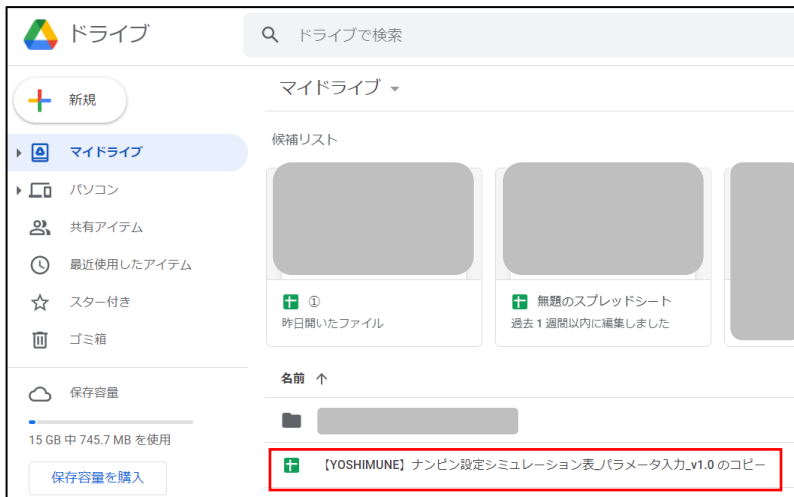 ドライブ
ドライブで検索
新規
マイドライブ
パソコン
共有アイテム
最近使用したアイテム
スター付き
ゴミ箱
保存容量
15 GB 中 745.7 MB を使用
保存容量を購入
マイドライブ
候補リスト
①
昨日開いたファイル
無題のスプレッドシート
過去 1 週間以内に編集しました
名前
【YOSHIMUNE】ナンピン設定シミュレーション表_パラメータ入力_v1.0 のコピー